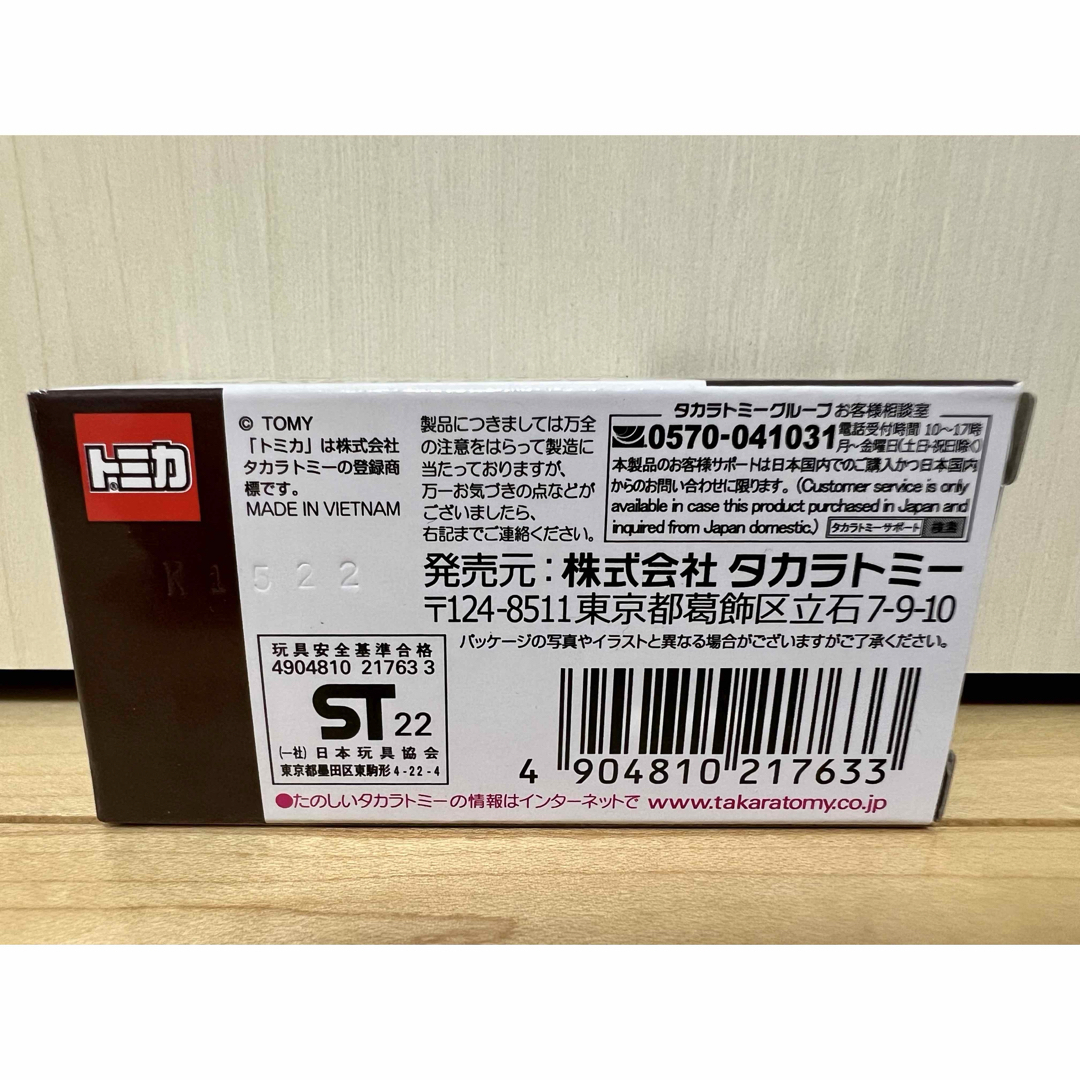 トミカ
®
© TOMY
「トミカ」は株式会社
タカラトミーの登録商
標です。
MADE IN VIETNAM
K1522
製品につきましては万全
の注意をはらって製造に
当たっておりますが、
万一お気づきの点などが
ございましたら、
右記までご連絡ください。
タカラトミーグループ お客様相談室
0570-041031
電話受付時間 10〜17時
月〜金曜日(土日・祝日除く)
本製品のお客様サポートは日本国内でのご購入かつ日本国内
からのお問い合わせに限ります。(Customer service is only
available in case this product purchased in Japan and
inquired from Japan domestic.) タカラトミーサポート 検索
発売元：株式会社 タカラトミー
〒124-8511 東京都葛飾区立石 7-9-10
パッケージの写真やイラストと異なる場合がございますがご了承ください。
玩具安全基準合格
4904810 21763 3
ST 22
(一社) 日本玩具協会
東京都墨田区東駒形 4-22-4
4 904810 217633
●たのしいタカラトミーの情報はインターネットで www.takaratomy.co.jp